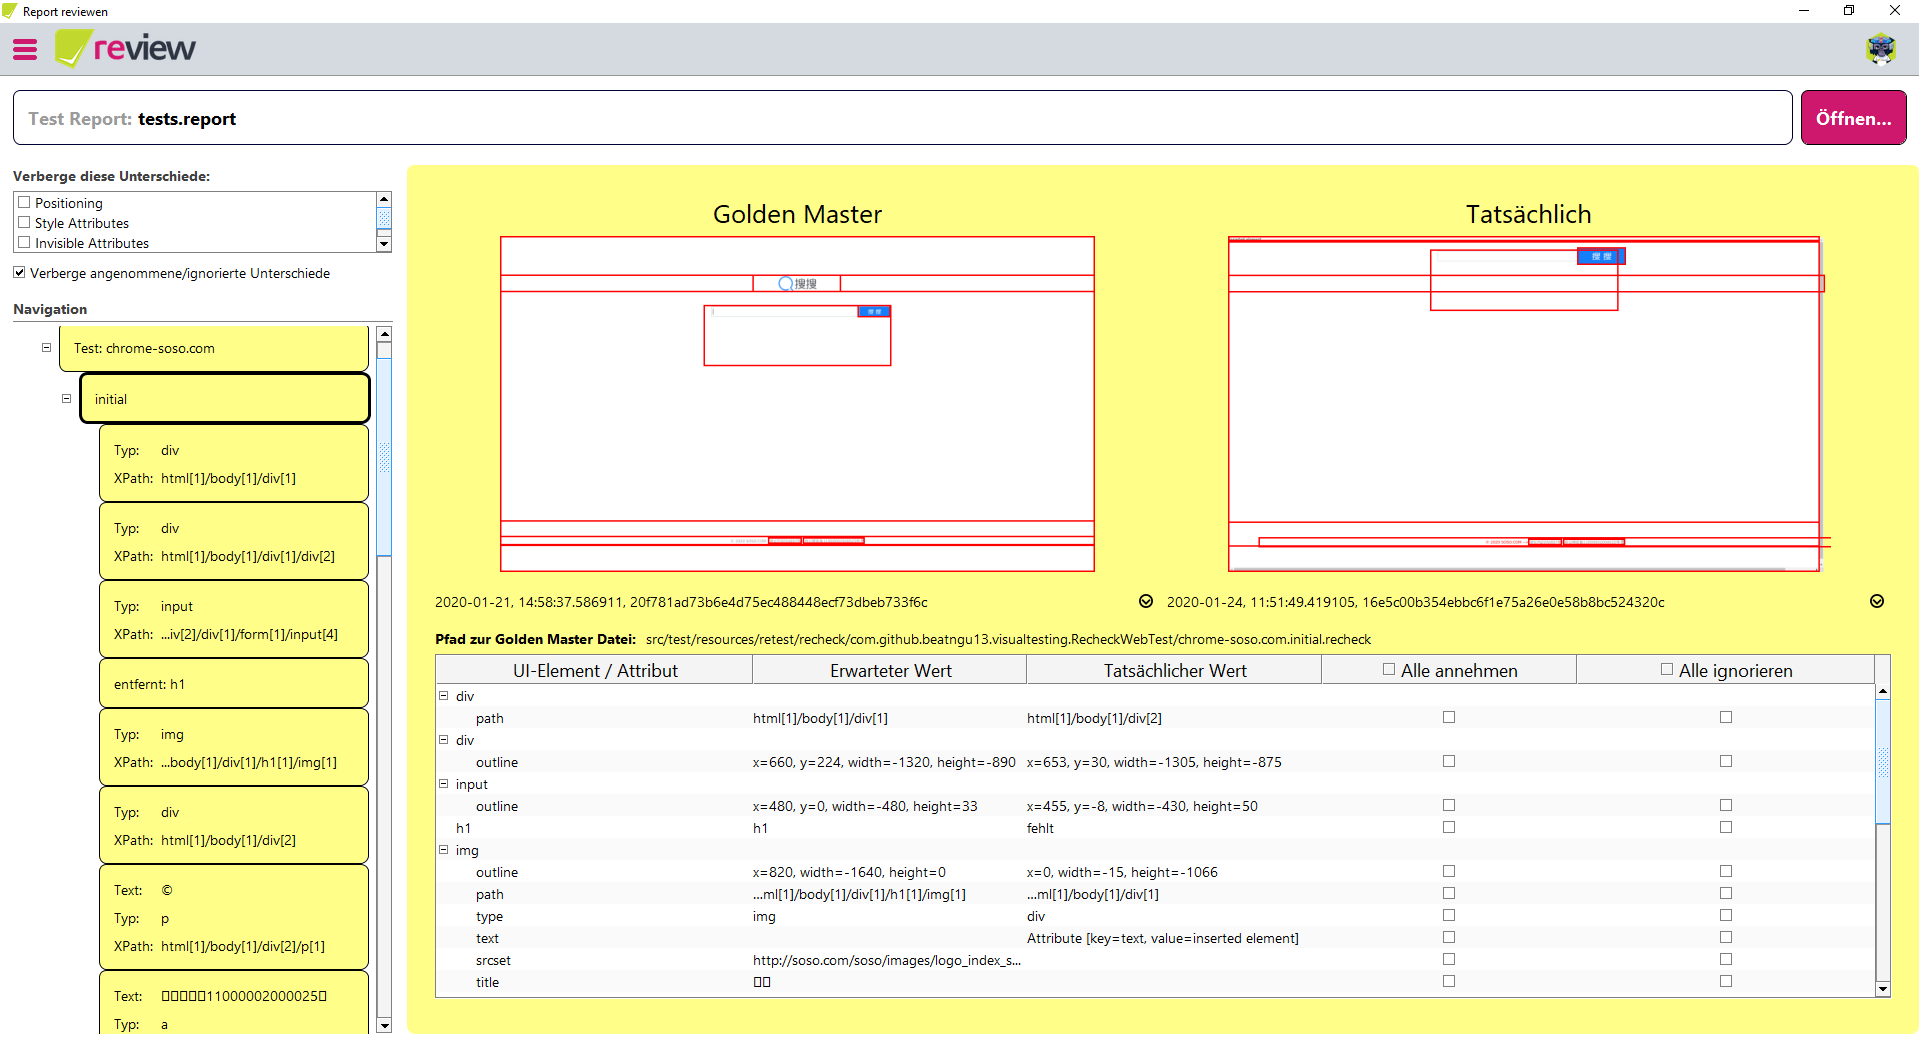 Report reviewen
review
Test Report: tests.report
Öffnen...
Verberge diese Unterschiede:
Positioning
Style Attributes
Invisible Attributes
Verberge angenommene/ignorierte Unterschiede
Navigation
Test: chrome-soso.com
initial
Typ: div
XPath: html[1]/body[1]/div[1]
Typ: div
XPath: html[1]/body[1]/div[1]/div[2]
Typ: input
XPath: ...iv[2]/div[1]/form[1]/input[4]
entfernt: h1
Typ: img
XPath: ...body[1]/div[1]/h1[1]/img[1]
Typ: div
XPath: html[1]/body[1]/div[2]
Text: ©
Typ: p
XPath: html[1]/body[1]/div[2]/p[1]
Text: 11000002000025
Typ: a
Golden Master
Tatsächlich
搜搜
搜 搜
搜 搜
2020-01-21, 14:58:37.586911, 20f781ad73b6e4d75ec488448ecf73dbeb733f6c
2020-01-24, 11:51:49.419105, 16e5c00b354ebbc6f1e75a26e0e58b8bc524320c
Pfad zur Golden Master Datei: src/test/resources/retest/recheck/com.github.beatngu13.visualtesting.RecheckWebTest/chrome-soso.com.initial.recheck
UI-Element / Attribut Erwarteter Wert Tatsächlicher Wert Alle annehmen Alle ignorieren
div
path html[1]/body[1]/div[1] html[1]/body[1]/div[2]
div
outline x=660, y=224, width=-1320, height=-890 x=653, y=30, width=-1305, height=-875
input
outline x=480, y=0, width=-480, height=33 x=455, y=-8, width=-430, height=50
h1 h1 fehlt
img
outline x=820, width=-1640, height=0 x=0, width=-15, height=-1066
path ...ml[1]/body[1]/div[1]/h1[1]/img[1] ...ml[1]/body[1]/div[1]
type img div
text Attribute [key=text, value=inserted element]
srcset http://soso.com/soso/images/logo_index_s...
title